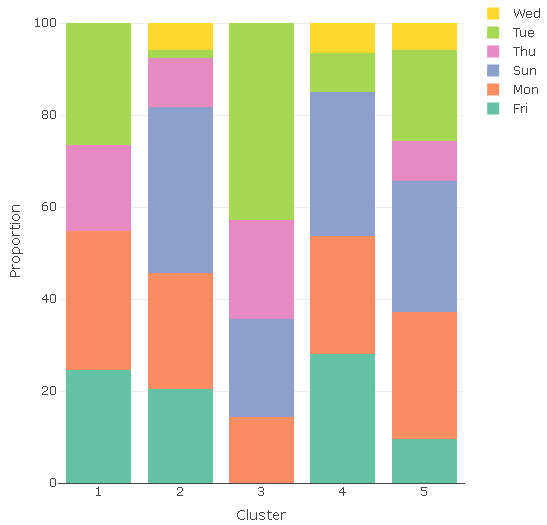 100
80
60
40
20
0
Proportion
1 2 3 4 5
Cluster
Wed
Tue
Thu
Sun
Mon
Fri